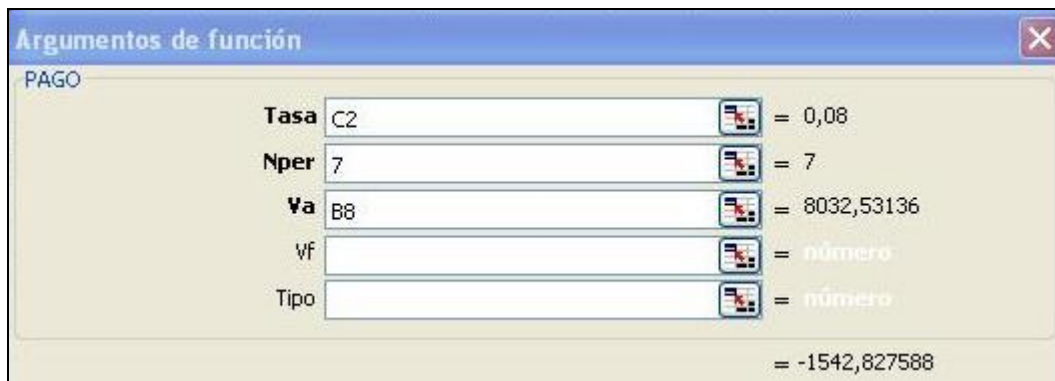 Argumentos de función
PAGO
Tasa C2 = 0,08
Nper 7 = 7
Va B8 = 8032,53136
Vf = número
Tipo = número
= -1542,827588